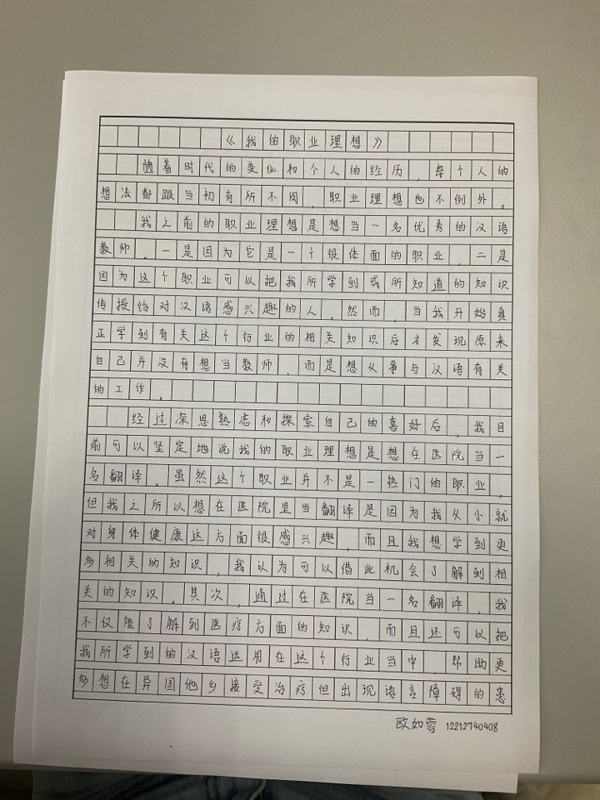 《我的职业理想》
随着时代的变化和个人的经历，每个人的
想法都跟当初有所不同，职业理想也不例外。
我之前的职业理想是想当一名优秀的汉语
教师，一是因为它是一个很体面的职业，二是
因为这个职业可以把我所学到或所知道的知识
传授给对汉语感兴趣的人。然而，当我开始真
正学到有关这个行业的相关知识后才发现原来
自己并没有想当教师，而是想从事与汉语有关
的工作。
经过深思熟虑和探索自己的喜好后，我目
前可以坚定地说我的职业理想是想在医院当一
名翻译。虽然这个职业并不是一热门的职业，
但我之所以想在医院里当翻译是因为我从小就
对身体健康这方面很感兴趣，而且我想学到更
多相关的知识，我认为可以借此机会了解到相
关的知识。其次，通过在医院当一名翻译，我
不仅能了解到医疗方面的知识，而且还可以把
我所学到的汉语运用在这个行业当中，帮助更
多想在异国他乡接受治疗但出现语言障碍的患
欧如蓉 12212740408